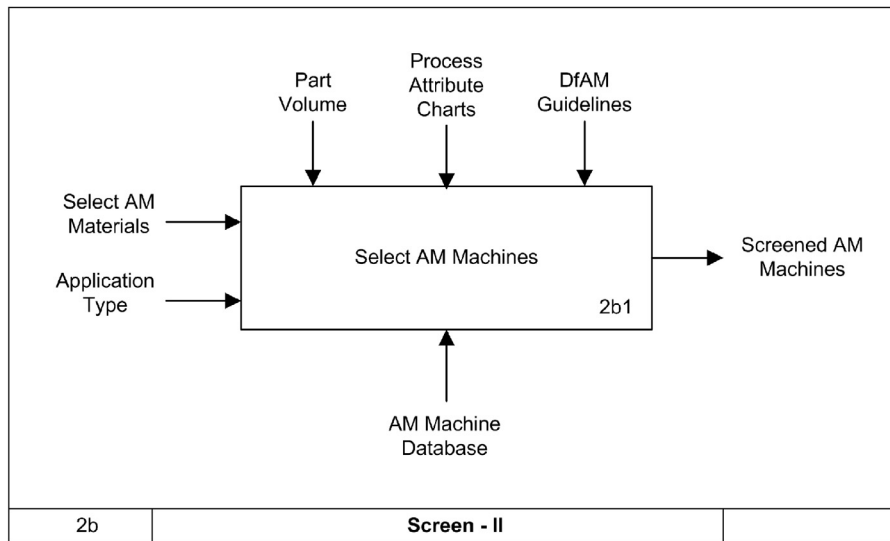 Part
Volume
Process
Attribute
Charts
DfAM
Guidelines
Select AM
Materials
Application
Type
Select AM Machines
2b1
Screened AM
Machines
AM Machine
Database
2b
Screen - II